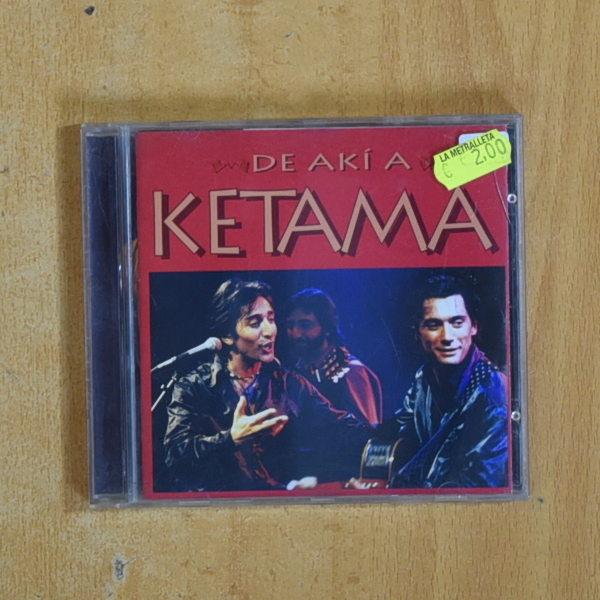 DE AKÍ A
KETAMA
LA METRALLETA
€ 2.00